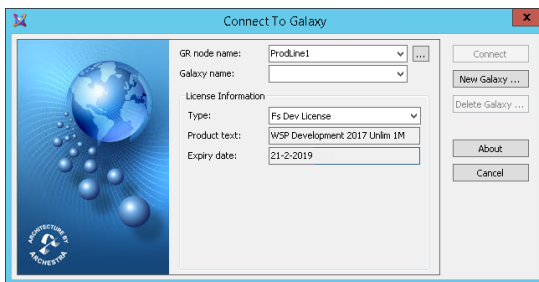 Connect To Galaxy
GR node name: ProdLine1 ...
Galaxy name:
License Information
Type: Fs Dev License
Product text: WSP Development 2017 Unlim 1M
Expiry date: 21-2-2019
Connect
New Galaxy ...
Delete Galaxy ...
About
Cancel
ARCHITECTURE BY
ARCHESTRA